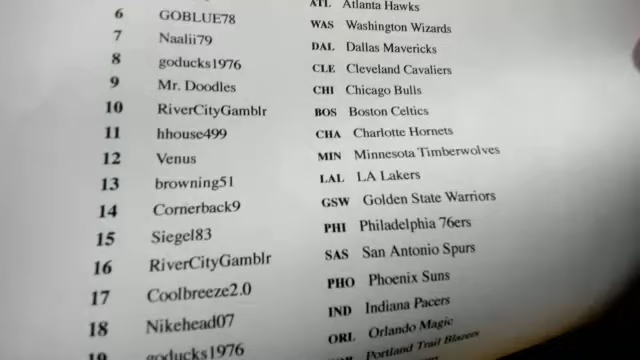 ATL Atlanta Hawks
6 GOBLUE78 WAS Washington Wizards
7 Naalii79 DAL Dallas Mavericks
8 goducks1976 CLE Cleveland Cavaliers
9 Mr. Doodles CHI Chicago Bulls
10 RiverCityGamblr BOS Boston Celtics
11 hhouse499 CHA Charlotte Hornets
12 Venus MIN Minnesota Timberwolves
13 browning51 LAL LA Lakers
14 Cornerback9 GSW Golden State Warriors
15 Siegel83 PHI Philadelphia 76ers
16 RiverCityGamblr SAS San Antonio Spurs
17 Coolbreeze2.0 PHO Phoenix Suns
18 Nikehead07 IND Indiana Pacers
19 goducks1976 ORL Orlando Magic
Portland Trail Blazers